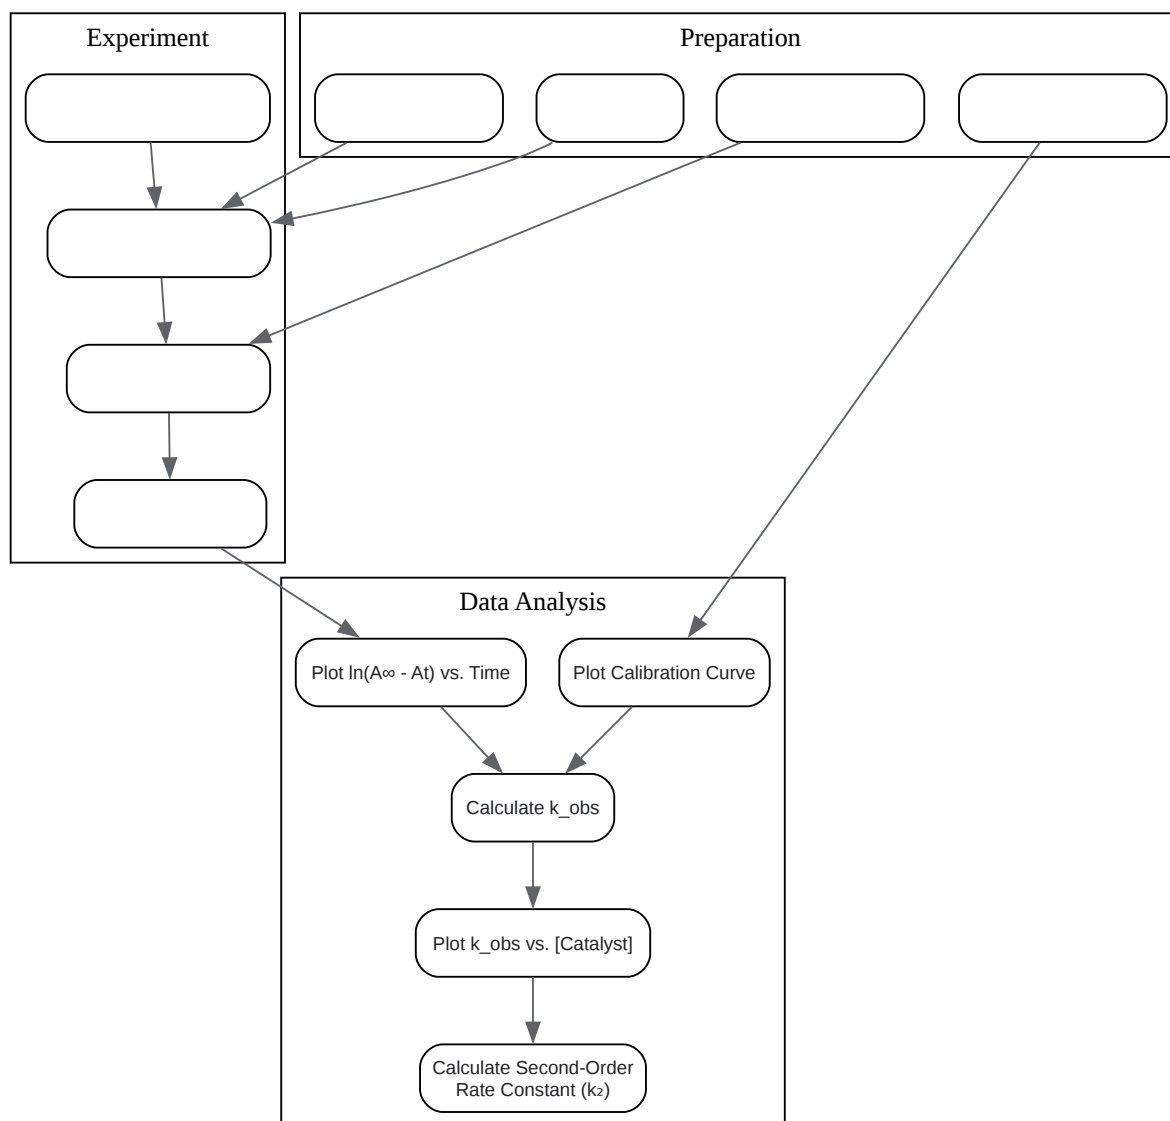 Experiment
Preparation
Data Analysis
Plot ln(A∞ - At) vs. Time
Plot Calibration Curve
Calculate k_obs
Plot k_obs vs. [Catalyst]
Calculate Second-Order
Rate Constant (k₂)